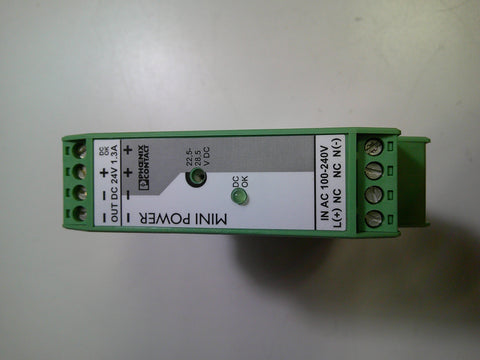 DC
OK + + − −
OUT DC 24V 1.3A
+ + − −
PHŒNIX
CONTACT
22.5-
28.5
V DC
DC
OK
MINI POWER
IN AC 100-240V
L(+) NC NC N(-)